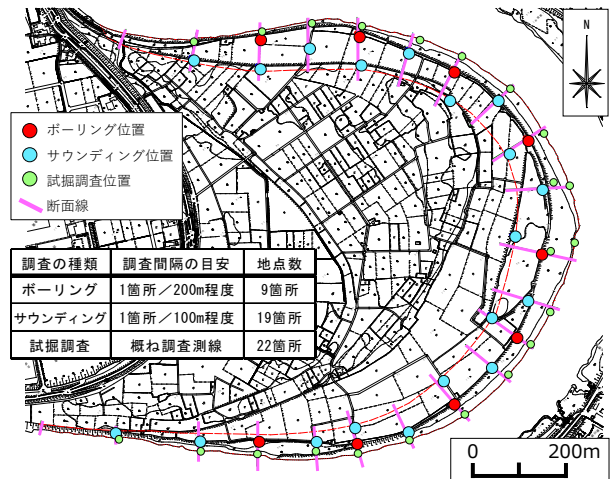 N
ボーリング位置
サウンディング位置
試掘調査位置
断面線
調査の種類 調査間隔の目安 地点数
ボーリング 1箇所／200m程度 9箇所
サウンディング 1箇所／100m程度 19箇所
試掘調査 概ね調査測線 22箇所
0 200m